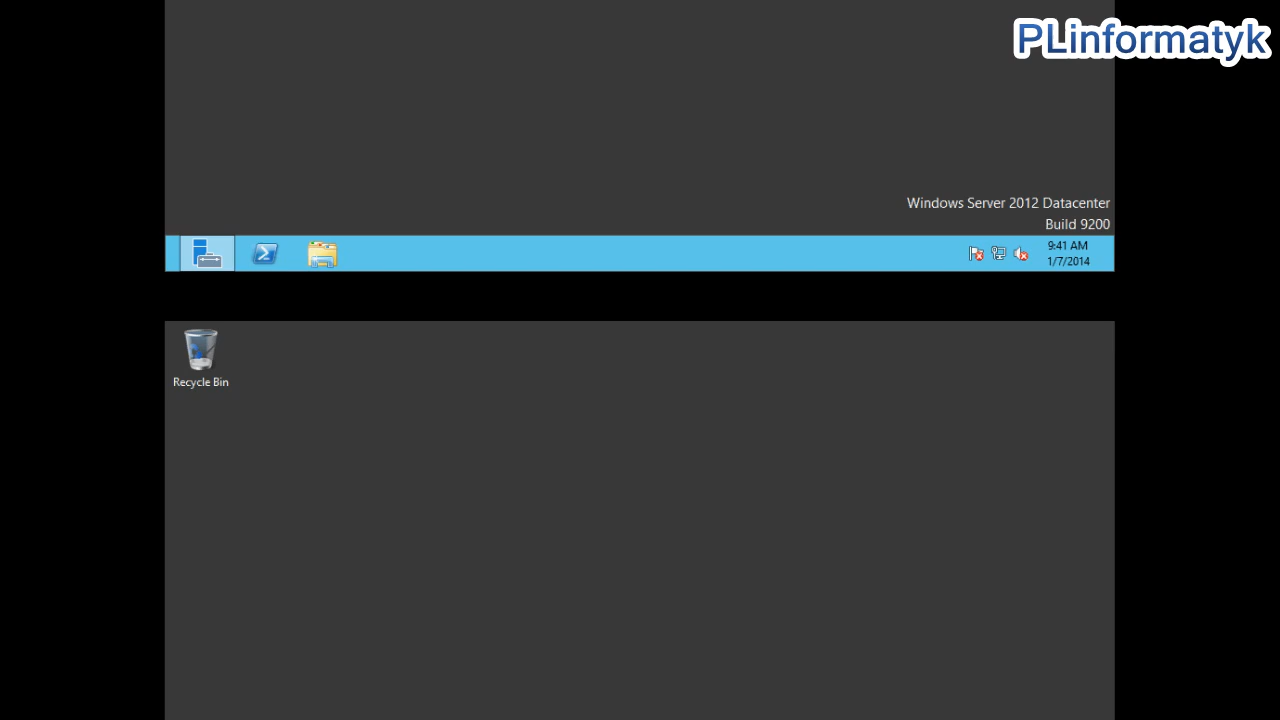 PLinformatyk
Windows Server 2012 Datacenter
Build 9200
9:41 AM
1/7/2014
Recycle Bin